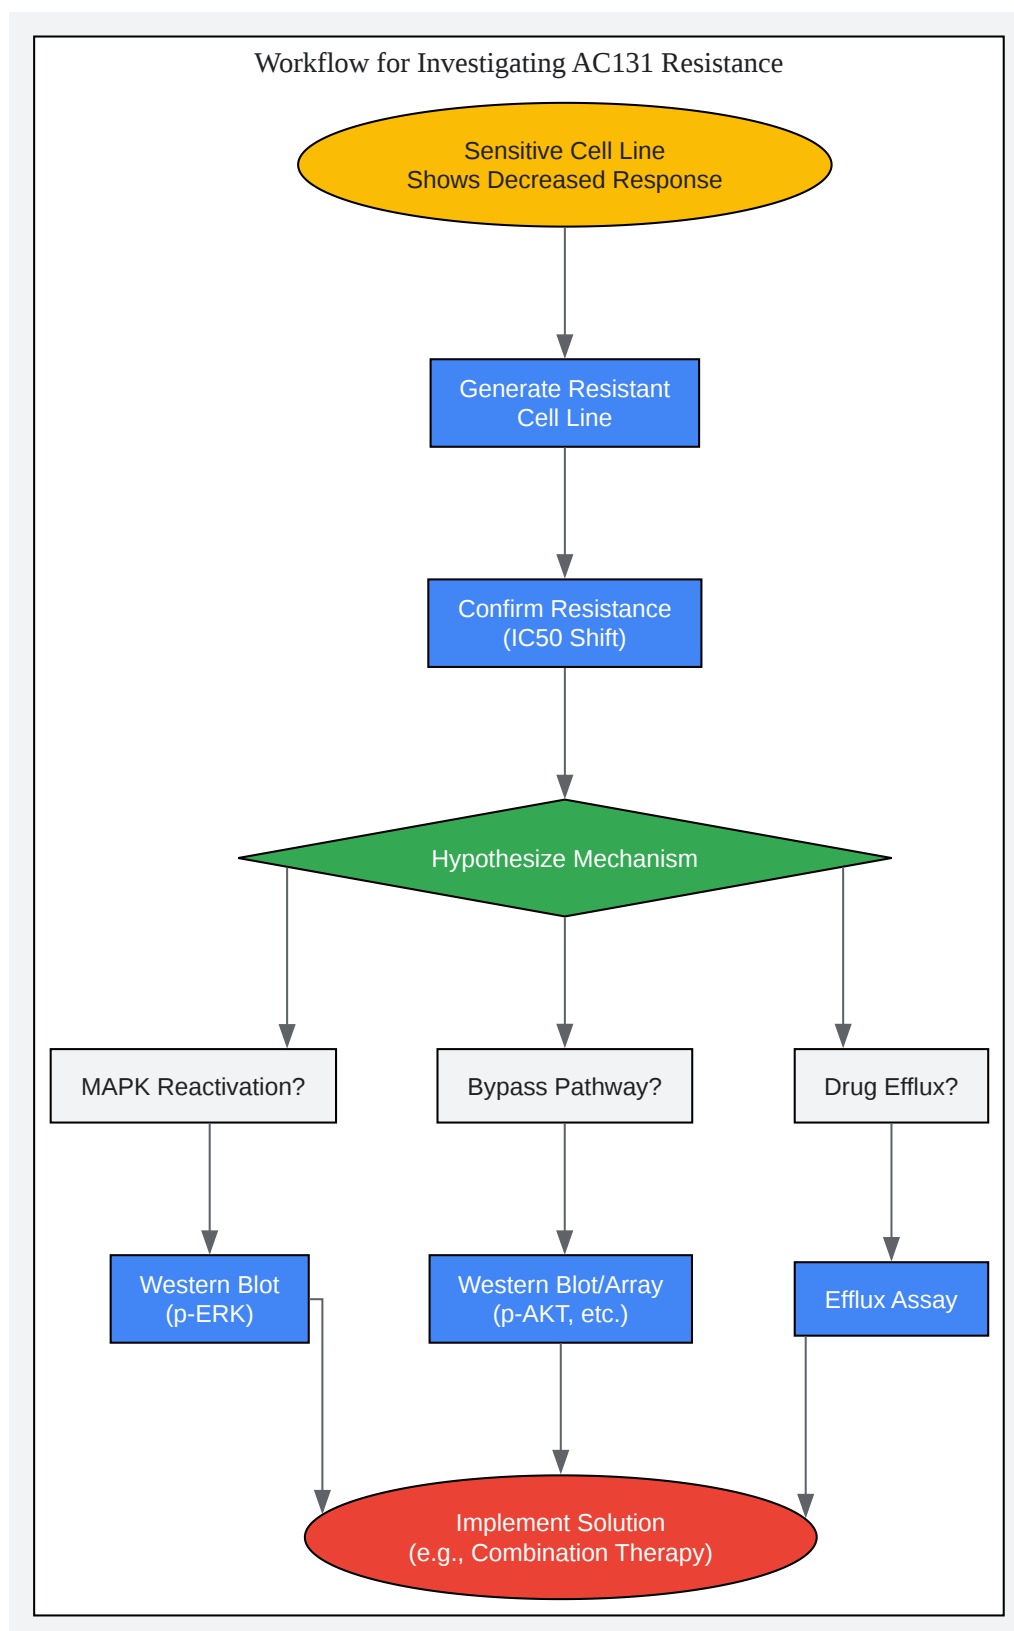 Workflow for Investigating AC131 Resistance
Sensitive Cell Line
Shows Decreased Response
Generate Resistant
Cell Line
Confirm Resistance
(IC50 Shift)
Hypothesize Mechanism
MAPK Reactivation?
Bypass Pathway?
Drug Efflux?
Western Blot
(p-ERK)
Western Blot/Array
(p-AKT, etc.)
Efflux Assay
Implement Solution
(e.g., Combination Therapy)